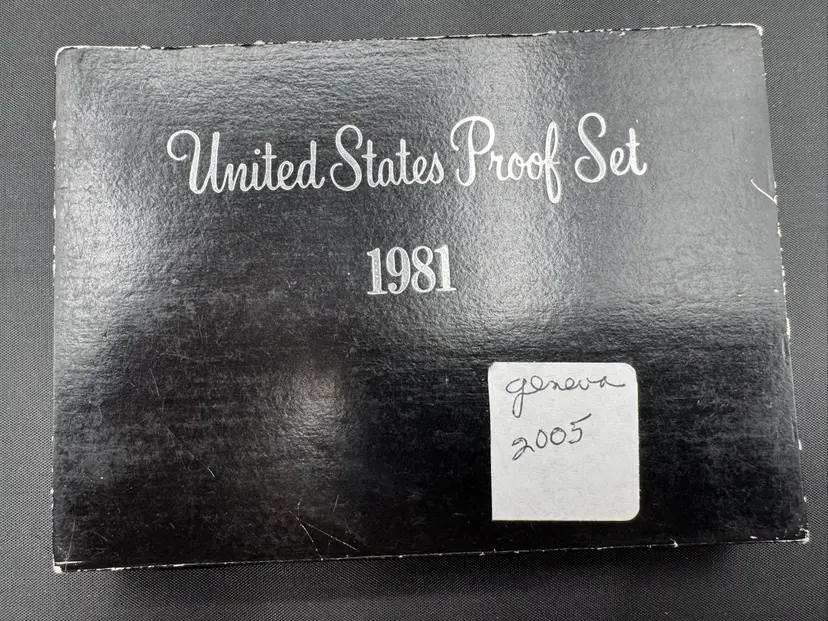 United States Proof Set
1981
geneva
2005